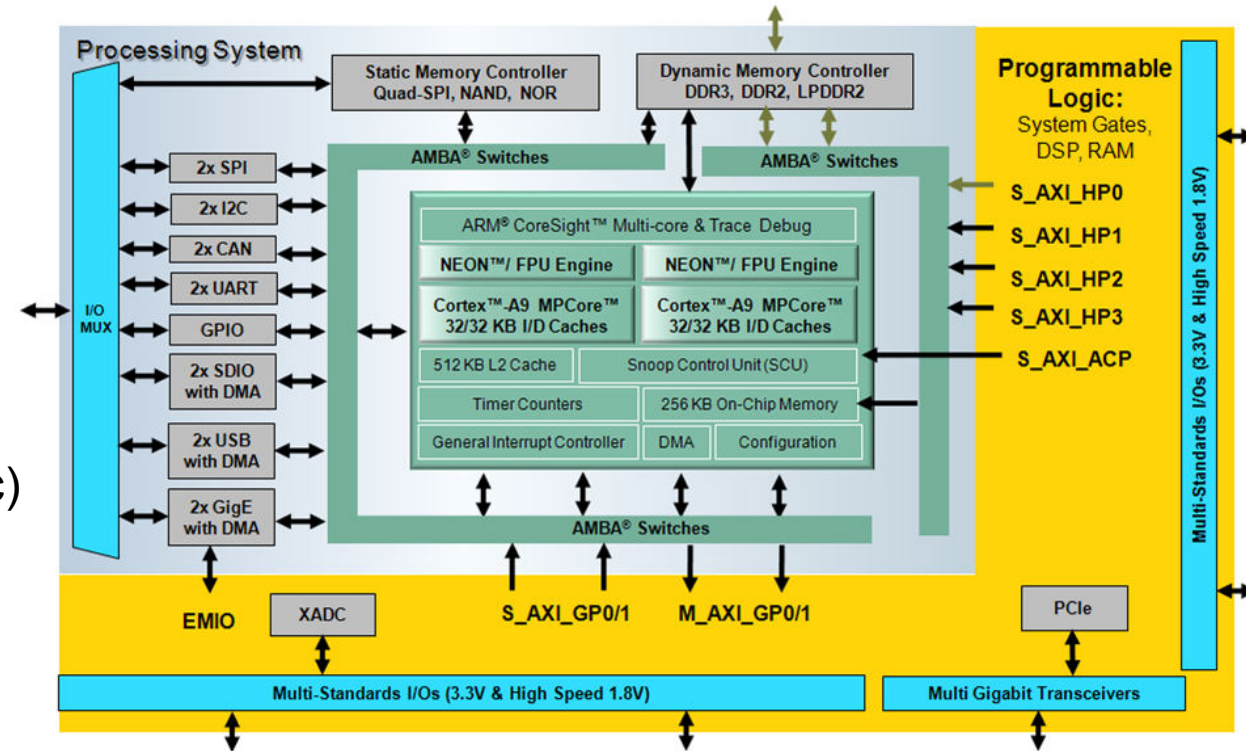 Processing System
Static Memory Controller
Quad-SPI, NAND, NOR
Dynamic Memory Controller
DDR3, DDR2, LPDDR2
Programmable
Logic:
System Gates,
DSP, RAM
AMBA® Switches
AMBA® Switches
I/O
MUX
2x SPI
2x I2C
2x CAN
2x UART
GPIO
2x SDIO
with DMA
2x USB
with DMA
2x GigE
with DMA
ARM® CoreSight™ Multi-core & Trace Debug
NEON™/ FPU Engine
NEON™/ FPU Engine
Cortex™-A9 MPCore™
32/32 KB I/D Caches
Cortex™-A9 MPCore™
32/32 KB I/D Caches
512 KB L2 Cache
Snoop Control Unit (SCU)
Timer Counters
256 KB On-Chip Memory
General Interrupt Controller
DMA
Configuration
AMBA® Switches
S_AXI_HP0
S_AXI_HP1
S_AXI_HP2
S_AXI_HP3
S_AXI_ACP
Multi-Standards I/Os (3.3V & High Speed 1.8V)
EMIO
XADC
S_AXI_GP0/1
M_AXI_GP0/1
PCIe
Multi-Standards I/Os (3.3V & High Speed 1.8V)
Multi Gigabit Transceivers